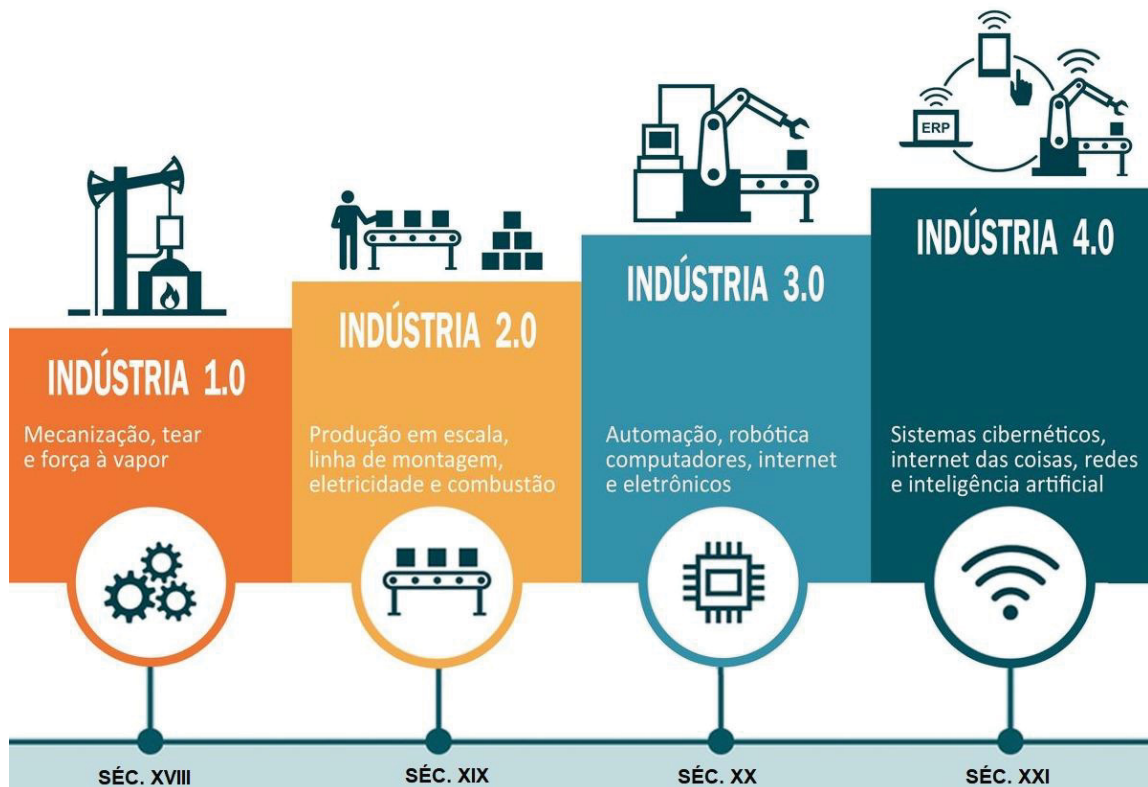 ERP
INDÚSTRIA 1.0
Mecanização, tear
e força à vapor
SÉC. XVIII
INDÚSTRIA 2.0
Produção em escala,
linha de montagem,
eletricidade e combustão
SÉC. XIX
INDÚSTRIA 3.0
Automação, robótica
computadores, internet
e eletrônicos
SÉC. XX
INDÚSTRIA 4.0
Sistemas cibernéticos,
internet das coisas, redes
e inteligência artificial
SÉC. XXI